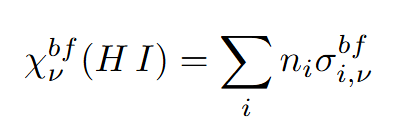 χ_ν^{bf}(H I) = ∑_i n_i σ_{i,ν}^{bf}